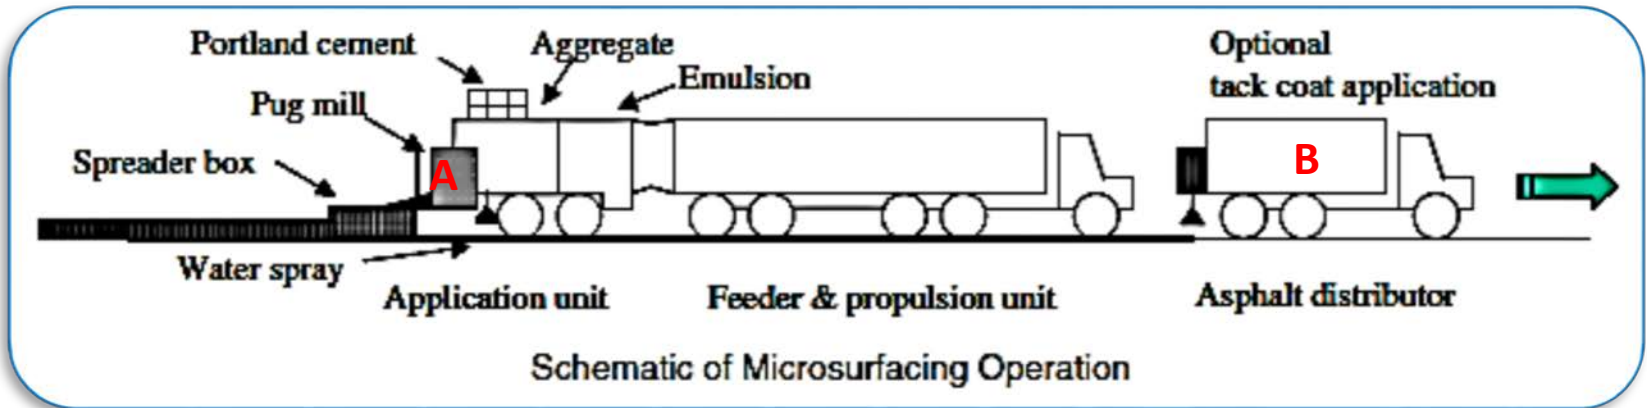 Portland cement
Aggregate
Optional
tack coat application
Emulsion
Pug mill
Spreader box
A
B
Water spray
Application unit
Feeder & propulsion unit
Asphalt distributor
Schematic of Microsurfacing Operation